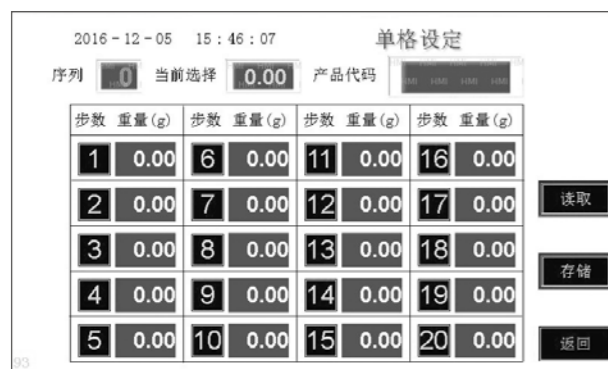 2016-12-05 15:46:07 单格设定
序列 0 当前选择 0.00 产品代码
步数 重量(g) 步数 重量(g) 步数 重量(g) 步数 重量(g)
1 0.00 6 0.00 11 0.00 16 0.00
2 0.00 7 0.00 12 0.00 17 0.00
读取
3 0.00 8 0.00 13 0.00 18 0.00
存储
4 0.00 9 0.00 14 0.00 19 0.00
5 0.00 10 0.00 15 0.00 20 0.00
返回
93